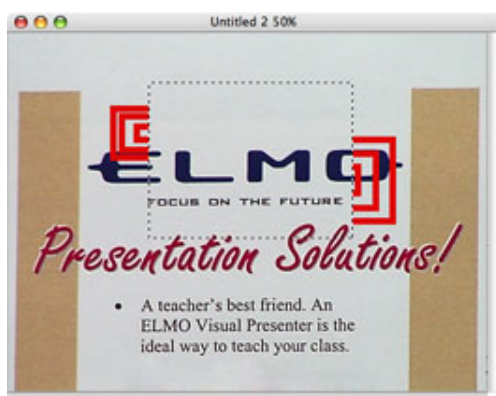 Untitled 2 50%
ELMO
FOCUS ON THE FUTURE
Presentation Solutions!
• A teacher's best friend. An
ELMO Visual Presenter is the
ideal way to teach your class.